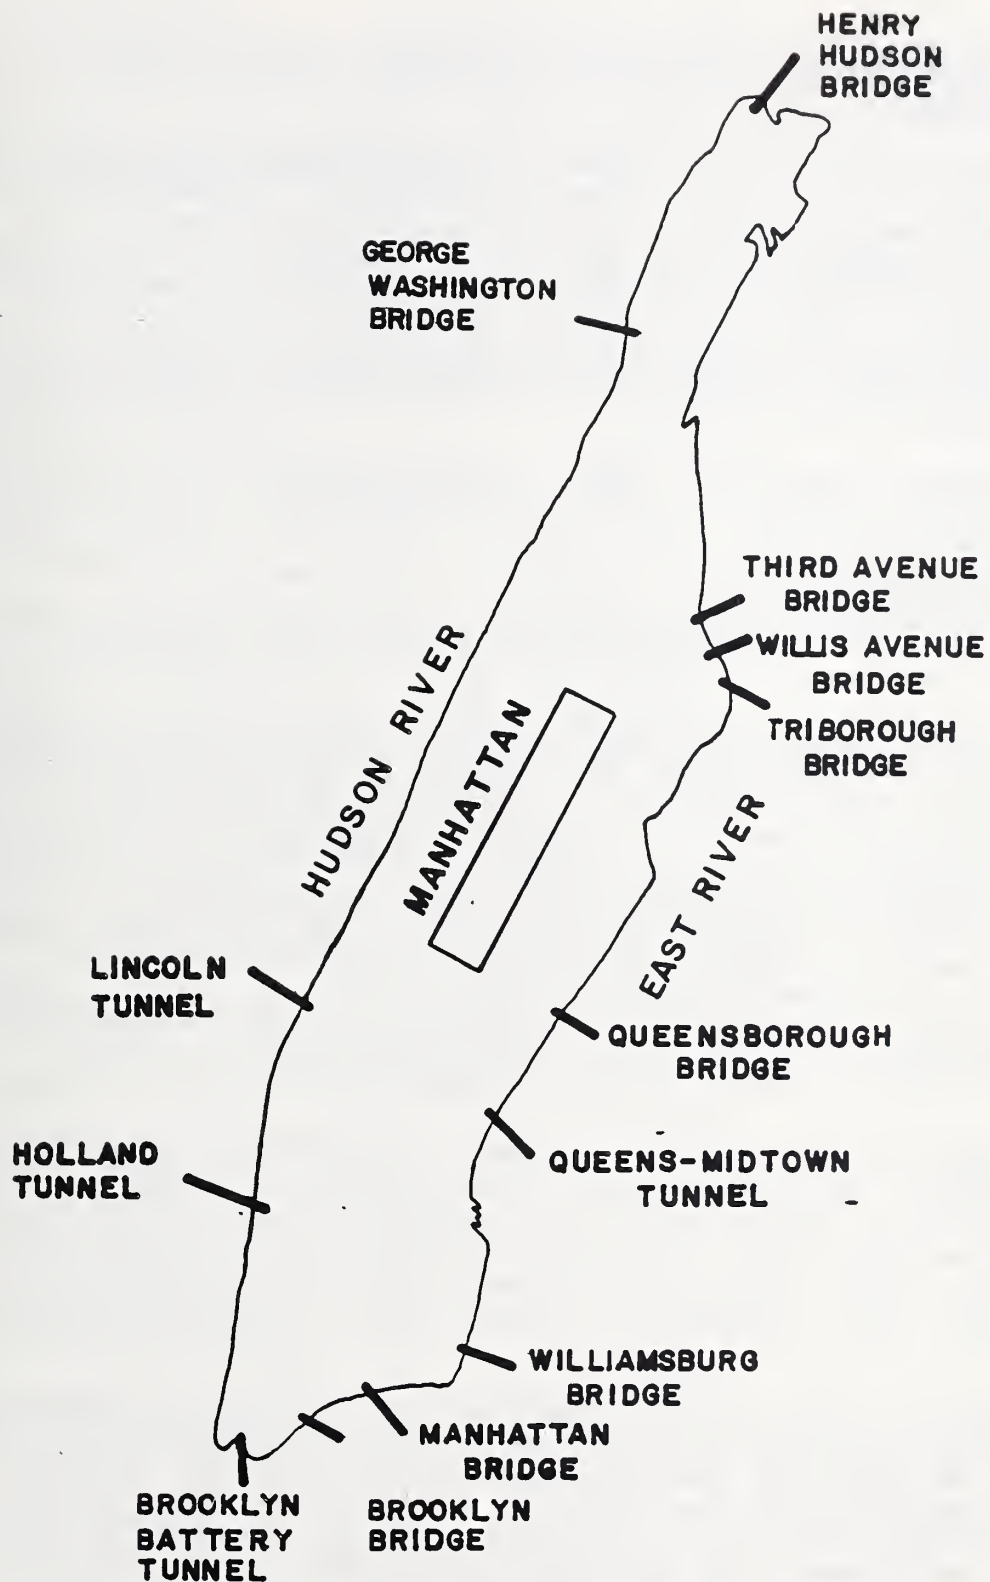 HENRY
HUDSON
BRIDGE
GEORGE
WASHINGTON
BRIDGE
THIRD AVENUE
BRIDGE
WILLIS AVENUE
BRIDGE
TRIBOROUGH
BRIDGE
HUDSON RIVER
MANHATTAN
EAST RIVER
LINCOLN
TUNNEL
QUEENSBOROUGH
BRIDGE
HOLLAND
TUNNEL
QUEENS-MIDTOWN
TUNNEL
WILLIAMSBURG
BRIDGE
MANHATTAN
BRIDGE
BROOKLYN
BATTERY
TUNNEL
BROOKLYN
BRIDGE